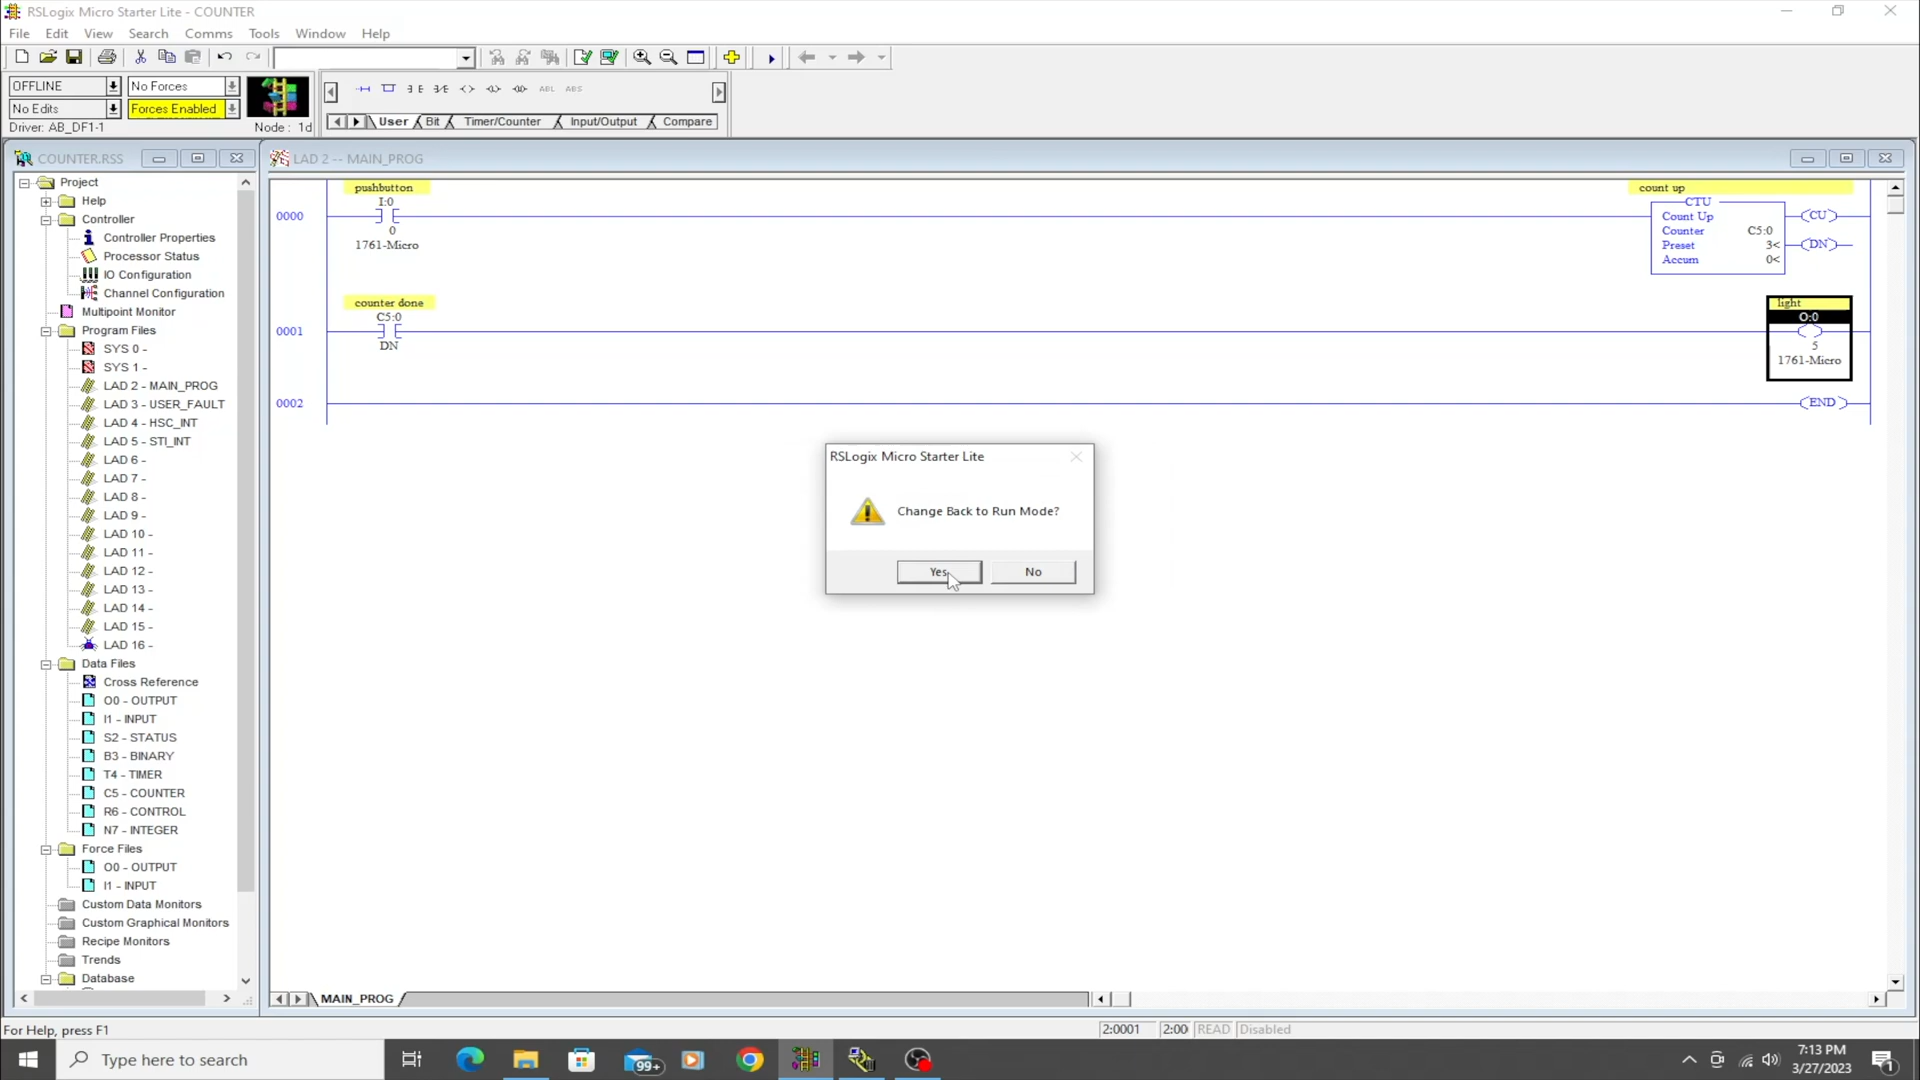 RSLogix Micro Starter Lite - COUNTER
File Edit View Search Comms Tools Window Help
OFFLINE No Forces
No Edits Forces Enabled
Driver: AB_DF1-1 Node : 1d
ABL ABS
User Bit Timer/Counter Input/Output Compare
COUNTER.RSS
Project
Help
Controller
Controller Properties
Processor Status
IO Configuration
Channel Configuration
Multipoint Monitor
Program Files
SYS 0 -
SYS 1 -
LAD 2 - MAIN_PROG
LAD 3 - USER_FAULT
LAD 4 - HSC_INT
LAD 5 - STI_INT
LAD 6 -
LAD 7 -
LAD 8 -
LAD 9 -
LAD 10 -
LAD 11 -
LAD 12 -
LAD 13 -
LAD 14 -
LAD 15 -
LAD 16 -
Data Files
Cross Reference
O0 - OUTPUT
I1 - INPUT
S2 - STATUS
B3 - BINARY
T4 - TIMER
C5 - COUNTER
R6 - CONTROL
N7 - INTEGER
Force Files
O0 - OUTPUT
I1 - INPUT
Custom Data Monitors
Custom Graphical Monitors
Recipe Monitors
Trends
Database
LAD 2 -- MAIN_PROG
pushbutton
I:0
0000
0
1761-Micro
count up
CTU
Count Up
Counter C5:0
Preset 3<
Accum 0<
CU
DN
counter done
C5:0
0001
DN
light
O:0
5
1761-Micro
0002
END
RSLogix Micro Starter Lite
Change Back to Run Mode?
Yes No
MAIN_PROG
For Help, press F1
2:0001 2:00 READ Disabled
Type here to search
99+
7:13 PM
3/27/2023
1